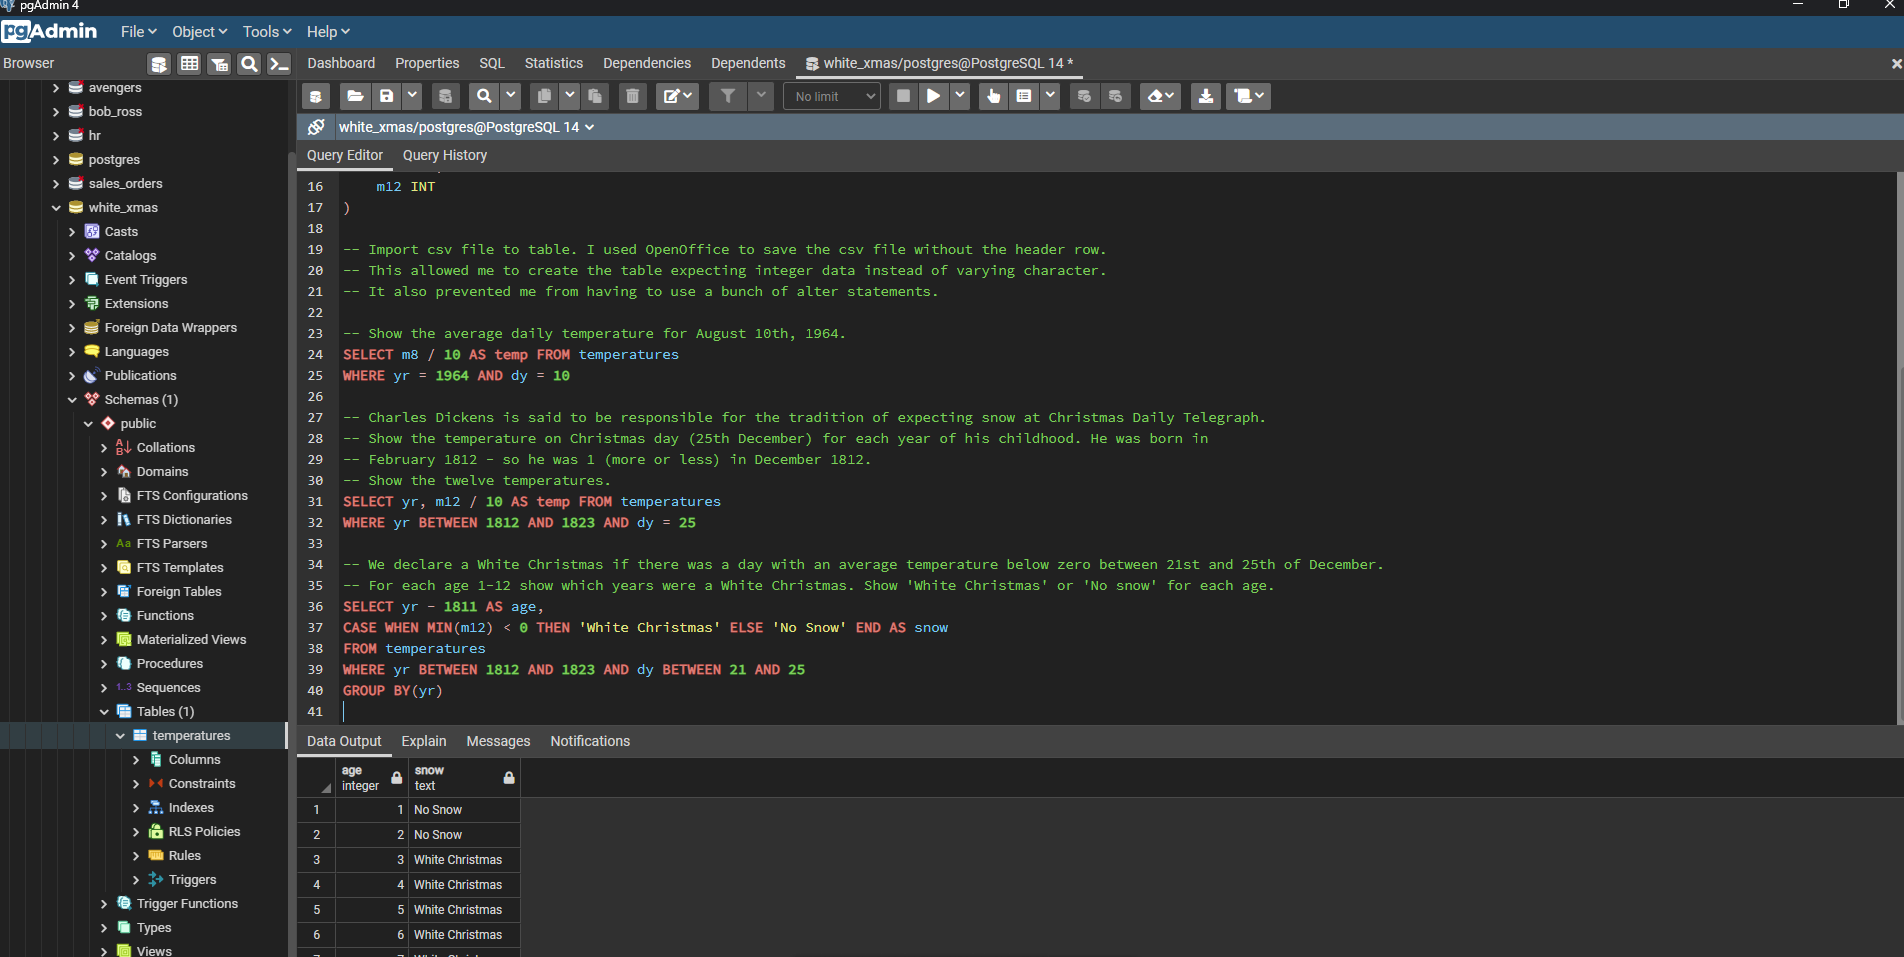 pgAdmin 4
pgAdmin File Object Tools Help
Browser
Dashboard Properties SQL Statistics Dependencies Dependents white_xmas/postgres@PostgreSQL 14 *
No limit
white_xmas/postgres@PostgreSQL 14
Query Editor Query History
avengers
bob_ross
hr
postgres
sales_orders
white_xmas
Casts
Catalogs
Event Triggers
Extensions
Foreign Data Wrappers
Languages
Publications
Schemas (1)
public
Collations
Domains
FTS Configurations
FTS Dictionaries
Aa FTS Parsers
FTS Templates
Foreign Tables
Functions
Materialized Views
Procedures
1..3 Sequences
Tables (1)
temperatures
Columns
Constraints
Indexes
RLS Policies
Rules
Triggers
Trigger Functions
Types
Views
16 m12 INT
17 )
18
19 -- Import csv file to table. I used OpenOffice to save the csv file without the header row.
20 -- This allowed me to create the table expecting integer data instead of varying character.
21 -- It also prevented me from having to use a bunch of alter statements.
22
23 -- Show the average daily temperature for August 10th, 1964.
24 SELECT m8 / 10 AS temp FROM temperatures
25 WHERE yr = 1964 AND dy = 10
26
27 -- Charles Dickens is said to be responsible for the tradition of expecting snow at Christmas Daily Telegraph.
28 -- Show the temperature on Christmas day (25th December) for each year of his childhood. He was born in
29 -- February 1812 - so he was 1 (more or less) in December 1812.
30 -- Show the twelve temperatures.
31 SELECT yr, m12 / 10 AS temp FROM temperatures
32 WHERE yr BETWEEN 1812 AND 1823 AND dy = 25
33
34 -- We declare a White Christmas if there was a day with an average temperature below zero between 21st and 25th of December.
35 -- For each age 1-12 show which years were a White Christmas. Show 'White Christmas' or 'No snow' for each age.
36 SELECT yr - 1811 AS age,
37 CASE WHEN MIN(m12) < 0 THEN 'White Christmas' ELSE 'No Snow' END AS snow
38 FROM temperatures
39 WHERE yr BETWEEN 1812 AND 1823 AND dy BETWEEN 21 AND 25
40 GROUP BY(yr)
41
Data Output Explain Messages Notifications
age integer snow text
1 1 No Snow
2 2 No Snow
3 3 White Christmas
4 4 White Christmas
5 5 White Christmas
6 6 White Christmas